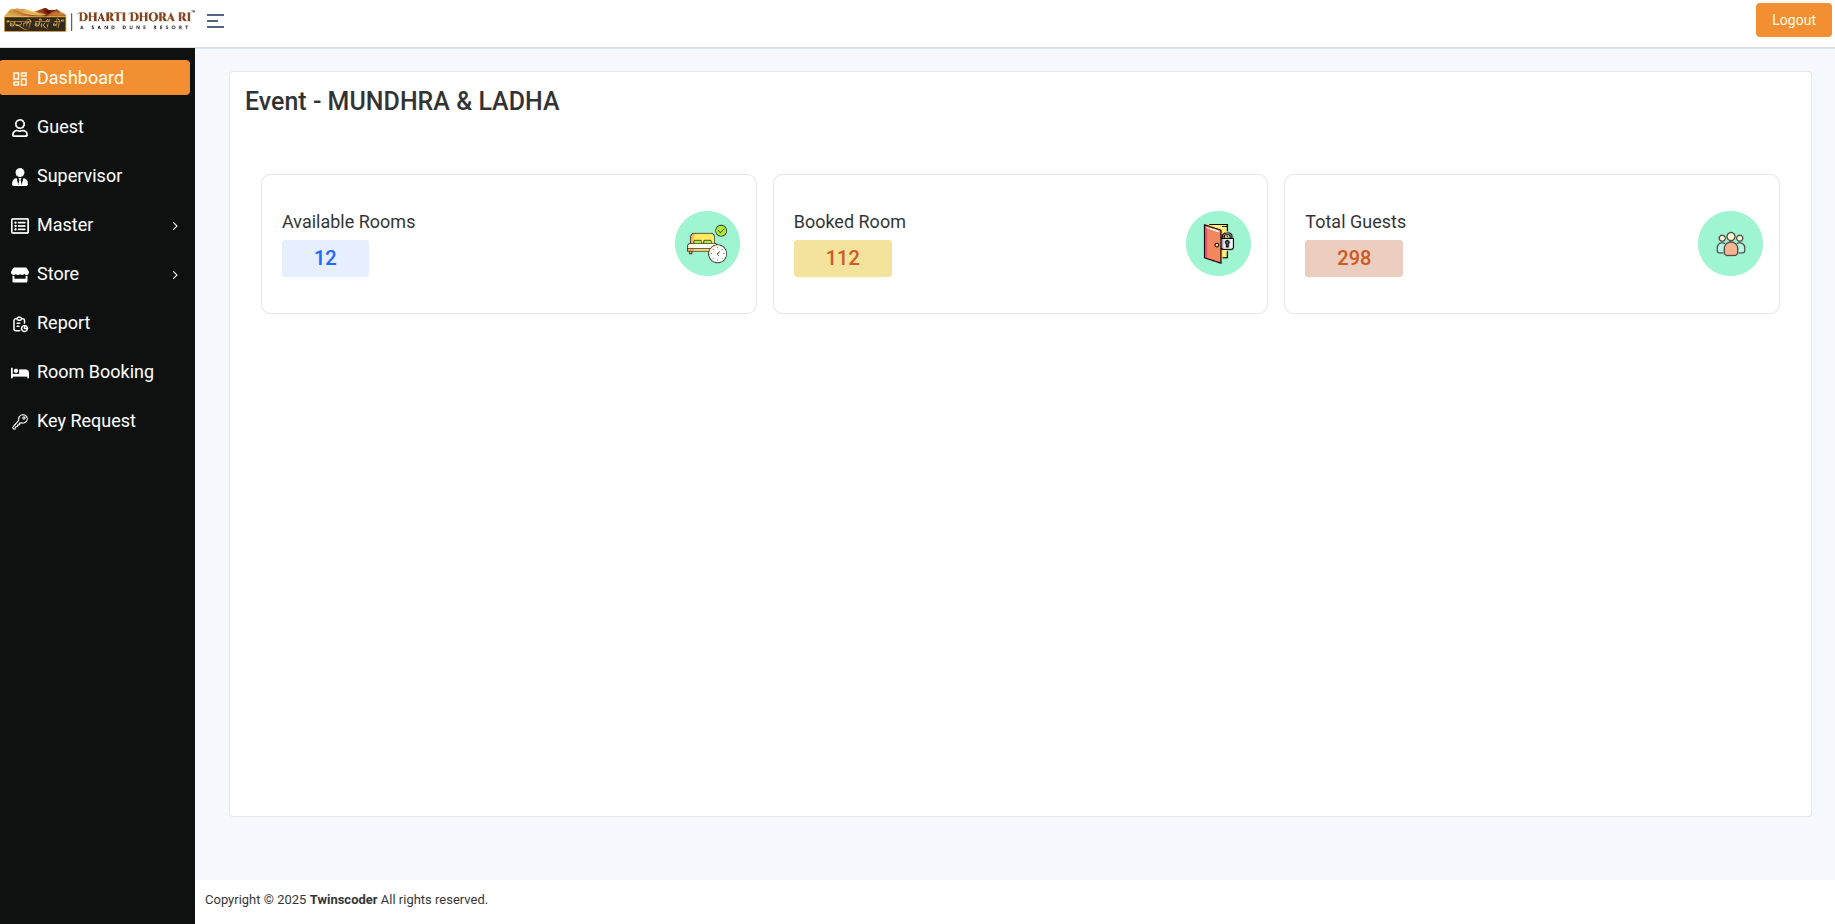 धरती धोराँ री
DHARTI DHORA RI™
A SAND DUNE RESORT
Logout
Dashboard
Guest
Supervisor
Master
Store
Report
Room Booking
Key Request
Event - MUNDHRA & LADHA
Available Rooms
12
Booked Room
112
Total Guests
298
Copyright © 2025 Twinscoder All rights reserved.